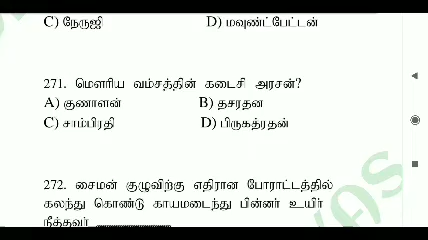 C) நேருஜி D) மவுண்ட்பேட்டன்
271. மௌரிய வம்சத்தின் கடைசி அரசன்?
A) குணாளன் B) தசரதன
C) சாம்பிரதி D) பிருகத்ரதன்
272. சைமன் குழுவிற்கு எதிரான போராட்டத்தில்
கலந்து கொண்டு காயமடைந்து பின்னர் உயிர்
நீத்தவர்